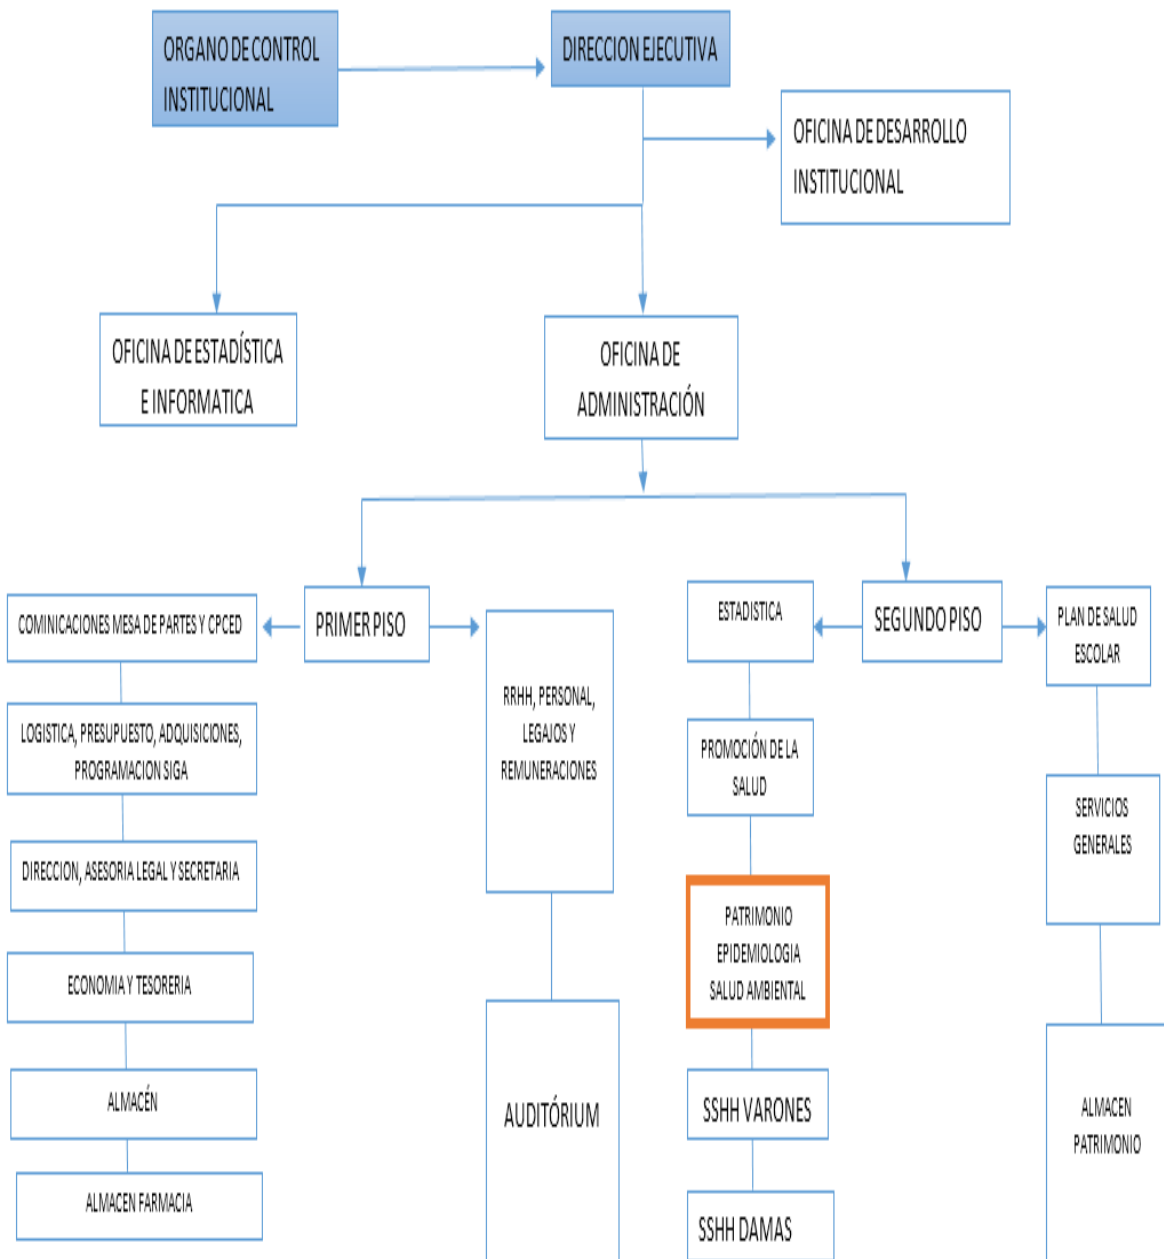 ORGANO DE CONTROL
INSTITUCIONAL
DIRECCION EJECUTIVA
OFICINA DE DESARROLLO
INSTITUCIONAL
OFICINA DE ESTADÍSTICA
E INFORMATICA
OFICINA DE
ADMINISTRACIÓN
COMINICACIONES MESA DE PARTES Y CPCED
PRIMER PISO
LOGISTICA, PRESUPUESTO, ADQUISICIONES,
PROGRAMACION SIGA
DIRECCION, ASESORIA LEGAL Y SECRETARIA
ECONOMIA Y TESORERIA
ALMACÉN
ALMACEN FARMACIA
RRHH, PERSONAL,
LEGAJOS Y
REMUNERACIONES
AUDITÓRIUM
ESTADISTICA
SEGUNDO PISO
PROMOCIÓN DE LA
SALUD
PATRIMONIO
EPIDEMIOLOGIA
SALUD AMBIENTAL
SSHH VARONES
SSHH DAMAS
PLAN DE SALUD
ESCOLAR
SERVICIOS
GENERALES
ALMACEN
PATRIMONIO